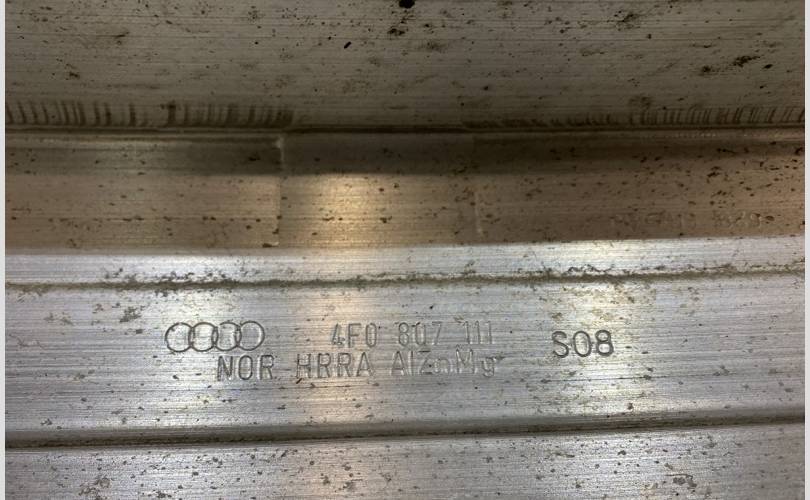 4F0 807 111 S08
NOR HRRA AlZnMg